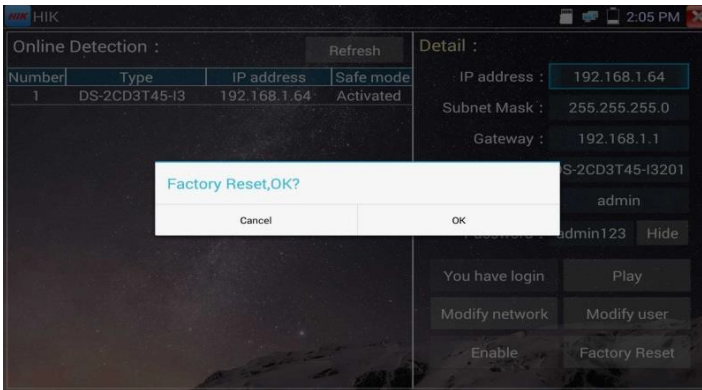 HIK HIK 2:05 PM
Online Detection :
Refresh
Number Type IP address Safe mode
1 DS-2CD3T45-I3 192.168.1.64 Activated
Detail :
IP address : 192.168.1.64
Subnet Mask : 255.255.255.0
Gateway : 192.168.1.1
DS-2CD3T45-I3201
admin
Password : admin123 Hide
Factory Reset,OK?
Cancel OK
You have login Play
Modify network Modify user
Enable Factory Reset